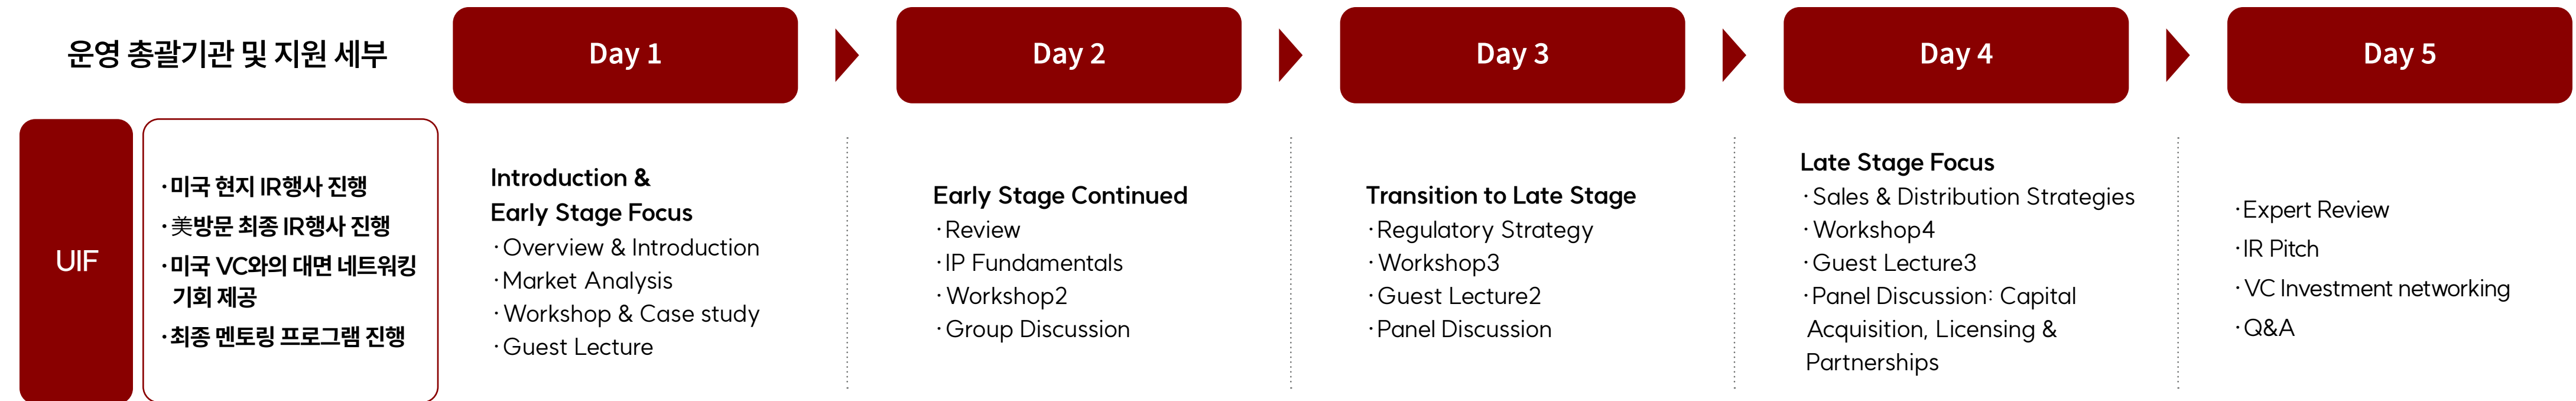 운영 총괄기관 및 지원 세부
Day 1
Day 2
Day 3
Day 4
Day 5
UIF
·미국 현지 IR행사 진행
·美방문 최종 IR행사 진행
·미국 VC와의 대면 네트워킹
기회 제공
·최종 멘토링 프로그램 진행
Introduction &
Early Stage Focus
·Overview & Introduction
·Market Analysis
·Workshop & Case study
·Guest Lecture
Early Stage Continued
·Review
·IP Fundamentals
·Workshop2
·Group Discussion
Transition to Late Stage
·Regulatory Strategy
·Workshop3
·Guest Lecture2
·Panel Discussion
Late Stage Focus
·Sales & Distribution Strategies
·Workshop4
·Guest Lecture3
·Panel Discussion: Capital
Acquisition, Licensing &
Partnerships
·Expert Review
·IR Pitch
·VC Investment networking
·Q&A